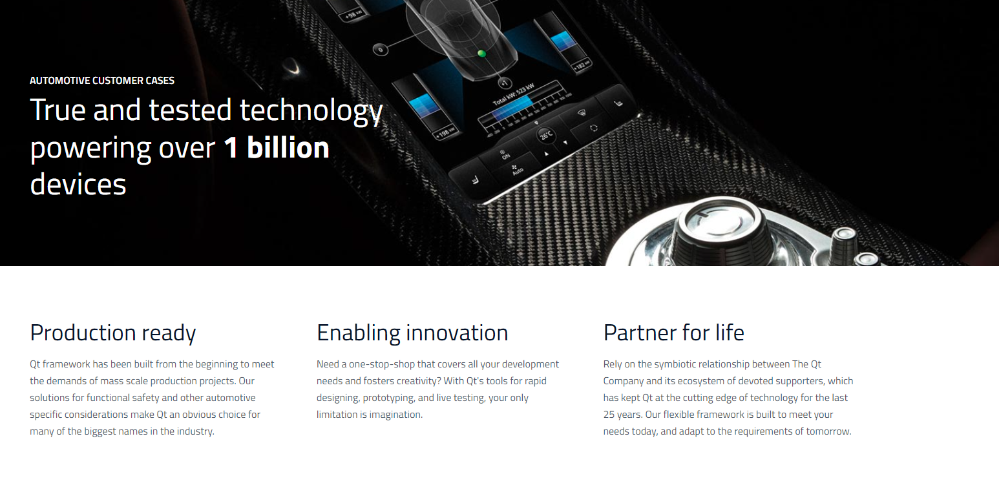 +98 kW
0
+182 kW
+1
Total kW: 523 kW
+198 kW
26°C
ON
Auto
AUTOMOTIVE CUSTOMER CASES
True and tested technology
powering over 1 billion
devices
Production ready
Qt framework has been built from the beginning to meet
the demands of mass scale production projects. Our
solutions for functional safety and other automotive
specific considerations make Qt an obvious choice for
many of the biggest names in the industry.
Enabling innovation
Need a one-stop-shop that covers all your development
needs and fosters creativity? With Qt's tools for rapid
designing, prototyping, and live testing, your only
limitation is imagination.
Partner for life
Rely on the symbiotic relationship between The Qt
Company and its ecosystem of devoted supporters, which
has kept Qt at the cutting edge of technology for the last
25 years. Our flexible framework is built to meet your
needs today, and adapt to the requirements of tomorrow.